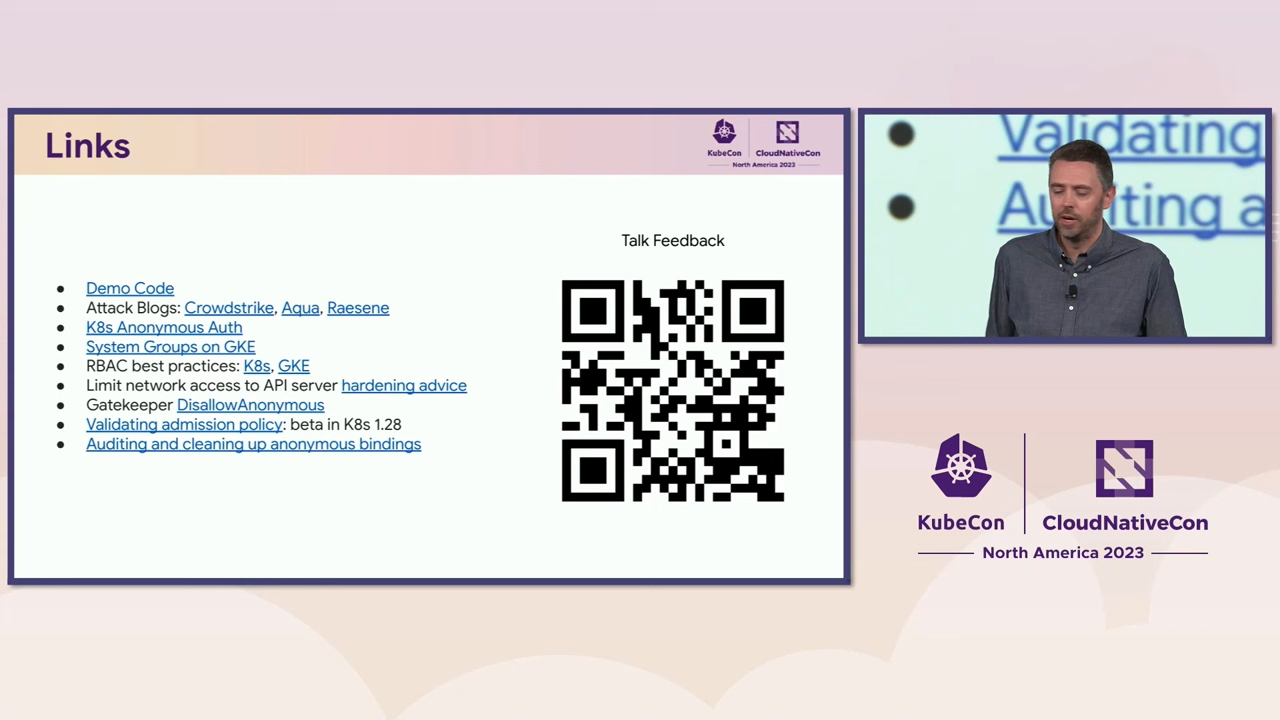 Links
KubeCon
CloudNativeCon
North America 2023
Talk Feedback
Demo Code
Attack Blogs: Crowdstrike, Aqua, Raesene
K8s Anonymous Auth
System Groups on GKE
RBAC best practices: K8s, GKE
Limit network access to API server hardening advice
Gatekeeper DisallowAnonymous
Validating admission policy: beta in K8s 1.28
Auditing and cleaning up anonymous bindings
Validating
Auditing a
KubeCon
CloudNativeCon
North America 2023